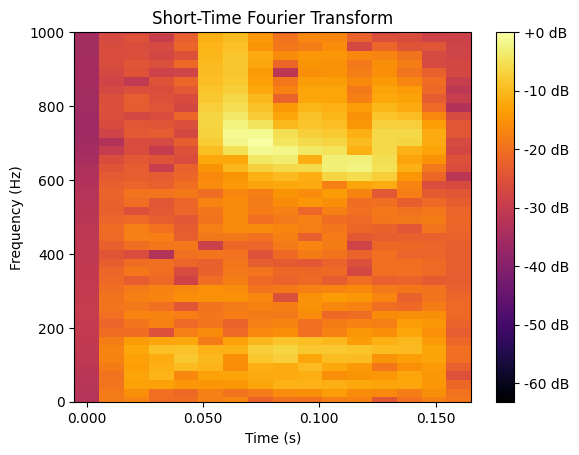 Short-Time Fourier Transform
1000
800
600
400
200
0
Frequency (Hz)
0.000
0.050
0.100
0.150
Time (s)
+0 dB
-10 dB
-20 dB
-30 dB
-40 dB
-50 dB
-60 dB